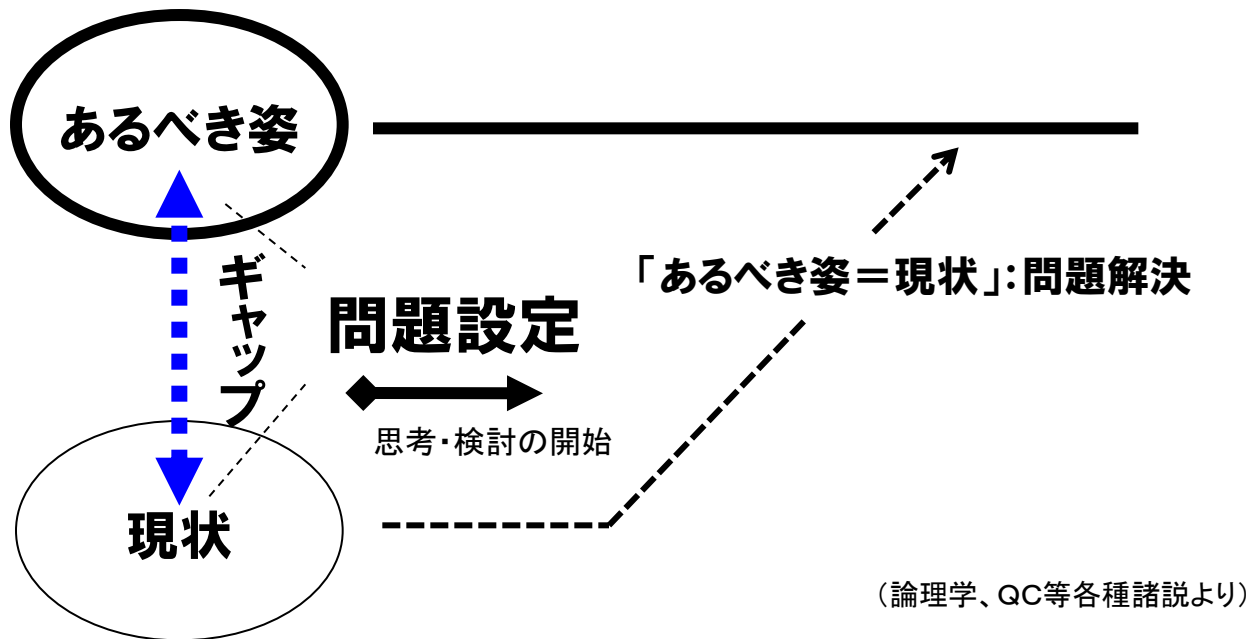 あるべき姿
ギャップ
問題設定
思考・検討の開始
「あるべき姿＝現状」：問題解決
現状
（論理学、QC等各種諸説より）